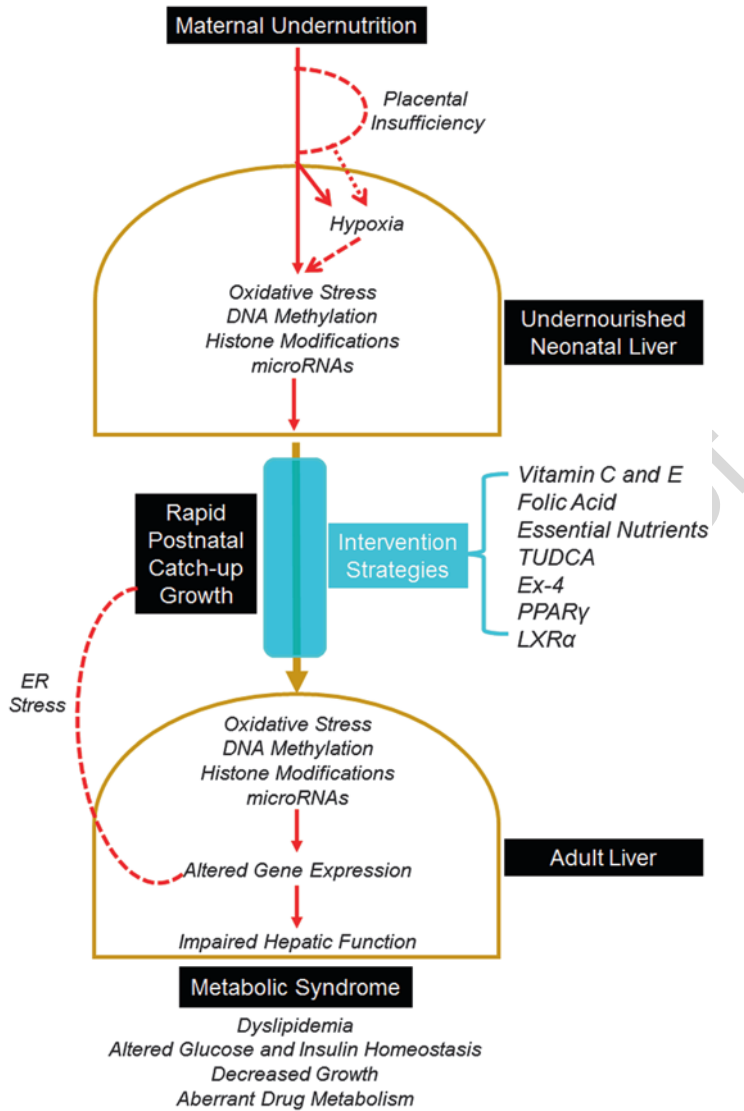 Maternal Undernutrition
Placental
Insufficiency
Hypoxia
Oxidative Stress
DNA Methylation
Histone Modifications
microRNAs
Undernourished
Neonatal Liver
Rapid
Postnatal
Catch-up
Growth
Intervention
Strategies
Vitamin C and E
Folic Acid
Essential Nutrients
TUDCA
Ex-4
PPARγ
LXRα
ER
Stress
Oxidative Stress
DNA Methylation
Histone Modifications
microRNAs
Altered Gene Expression
Impaired Hepatic Function
Adult Liver
Metabolic Syndrome
Dyslipidemia
Altered Glucose and Insulin Homeostasis
Decreased Growth
Aberrant Drug Metabolism